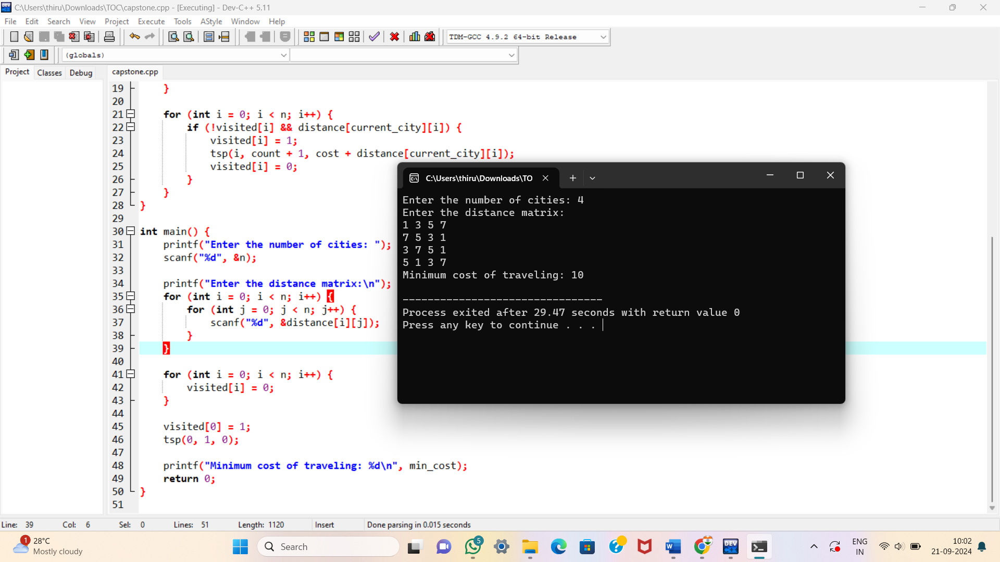 C:\Users\thiru\Downloads\TOC\capstone.cpp - [Executing] - Dev-C++ 5.11
File Edit Search View Project Execute Tools AStyle Window Help
TDM-GCC 4.9.2 64-bit Release
(globals)
Project Classes Debug capstone.cpp
19 }
20
21 for (int i = 0; i < n; i++) {
22 if (!visited[i] && distance[current_city][i]) {
23 visited[i] = 1;
24 tsp(i, count + 1, cost + distance[current_city][i]);
25 visited[i] = 0;
26 }
27 }
28 }
29
30 int main() {
31 printf("Enter the number of cities: ");
32 scanf("%d", &n);
33
34 printf("Enter the distance matrix:\n");
35 for (int i = 0; i < n; i++) {
36 for (int j = 0; j < n; j++) {
37 scanf("%d", &distance[i][j]);
38 }
39 }
40
41 for (int i = 0; i < n; i++) {
42 visited[i] = 0;
43 }
44
45 visited[0] = 1;
46 tsp(0, 1, 0);
47
48 printf("Minimum cost of traveling: %d\n", min_cost);
49 return 0;
50 }
51
C:\Users\thiru\Downloads\TO
Enter the number of cities: 4
Enter the distance matrix:
1 3 5 7
7 5 3 1
3 7 5 1
5 1 3 7
Minimum cost of traveling: 10
--------------------------------
Process exited after 29.47 seconds with return value 0
Press any key to continue . . .
Line: 39 Col: 6 Sel: 0 Lines: 51 Length: 1120 Insert Done parsing in 0.015 seconds
1
28°C
Mostly cloudy
Search
5
DEV
C++
ENG
IN
10:02
21-09-2024